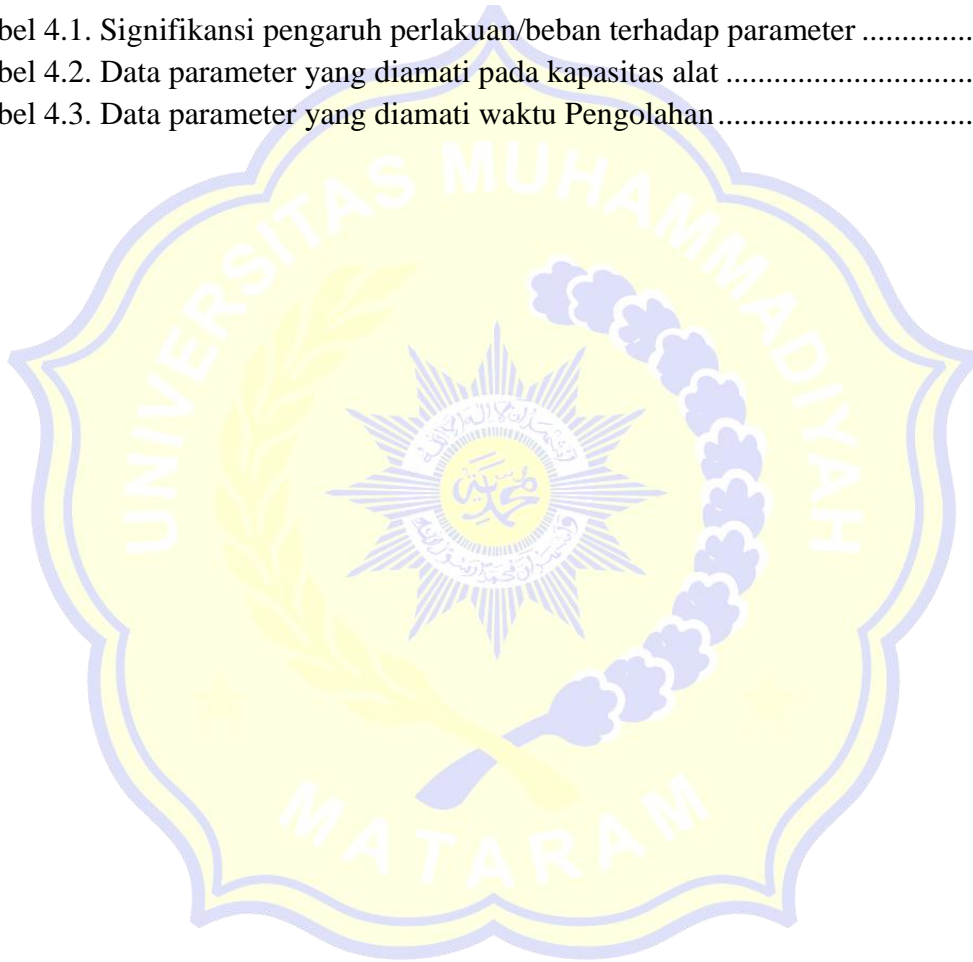 bel 4.1. Signifikansi pengaruh perlakuan/beban terhadap parameter ..............
bel 4.2. Data parameter yang diamati pada kapasitas alat ...............................
bel 4.3. Data parameter yang diamati waktu Pengolahan................................
UNIVERSITAS MUHAMMADIYAH
MATARAM